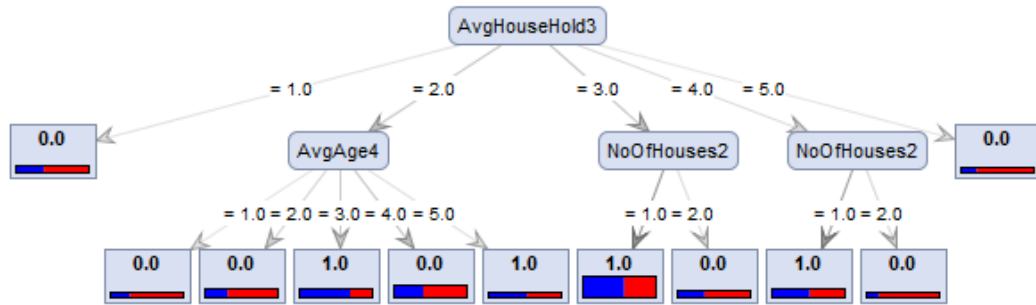 AvgHouseHold3
= 1.0 = 2.0 = 3.0 = 4.0 = 5.0
0.0 AvgAge4 NoOfHouses2 NoOfHouses2 0.0
= 1.0 = 2.0 = 3.0 = 4.0 = 5.0 = 1.0 = 2.0 = 1.0 = 2.0
0.0 0.0 1.0 0.0 1.0 1.0 0.0 1.0 0.0